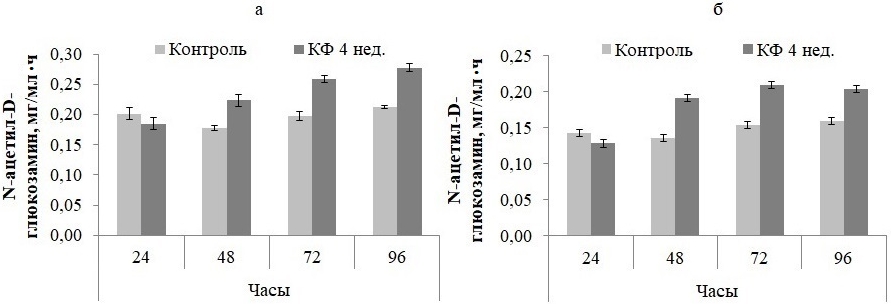 а
N-ацетил-D-
глюкозамин, мг/мл·ч
0,30
0,25
0,20
0,15
0,10
0,05
0,00
Контроль
КФ 4 нед.
24 48 72 96
Часы
б
N-ацетил-D-
глюкозамин, мг/мл·ч
0,25
0,20
0,15
0,10
0,05
0,00
Контроль
КФ 4 нед.
24 48 72 96
Часы